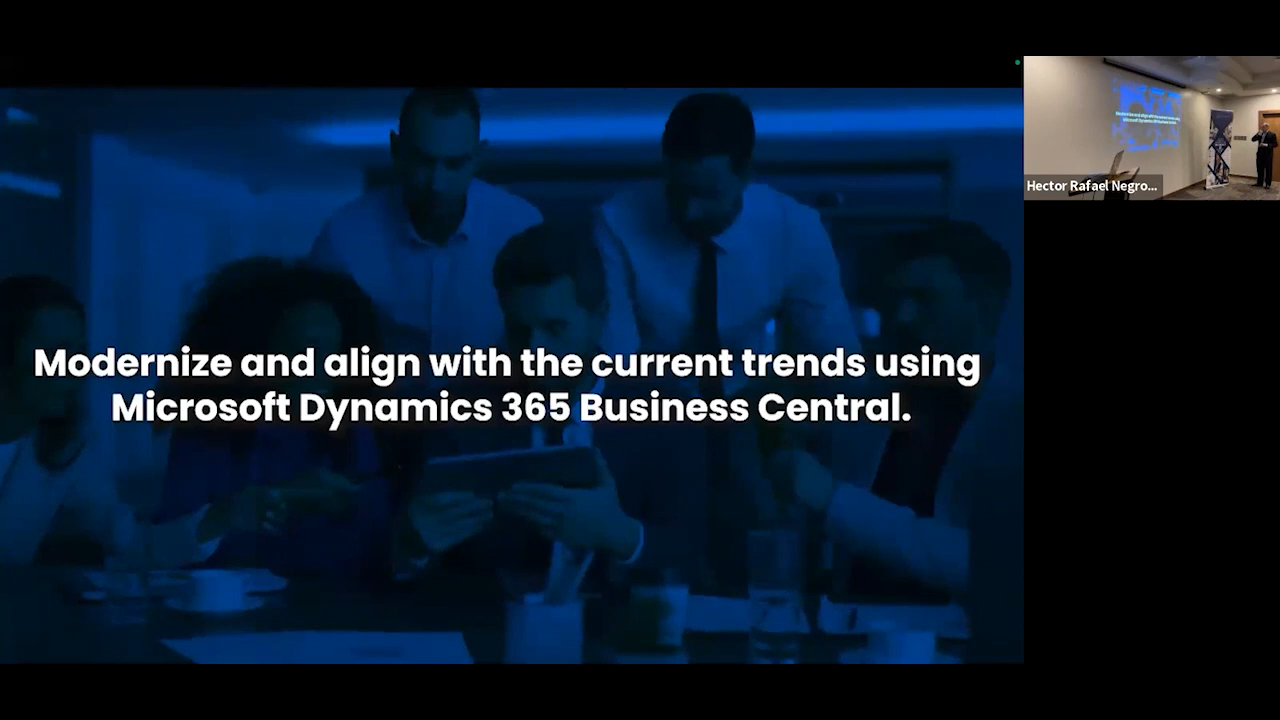 Modernize and align with the current trends using
Microsoft Dynamics 365 Business Central.
Hector Rafael Negro...